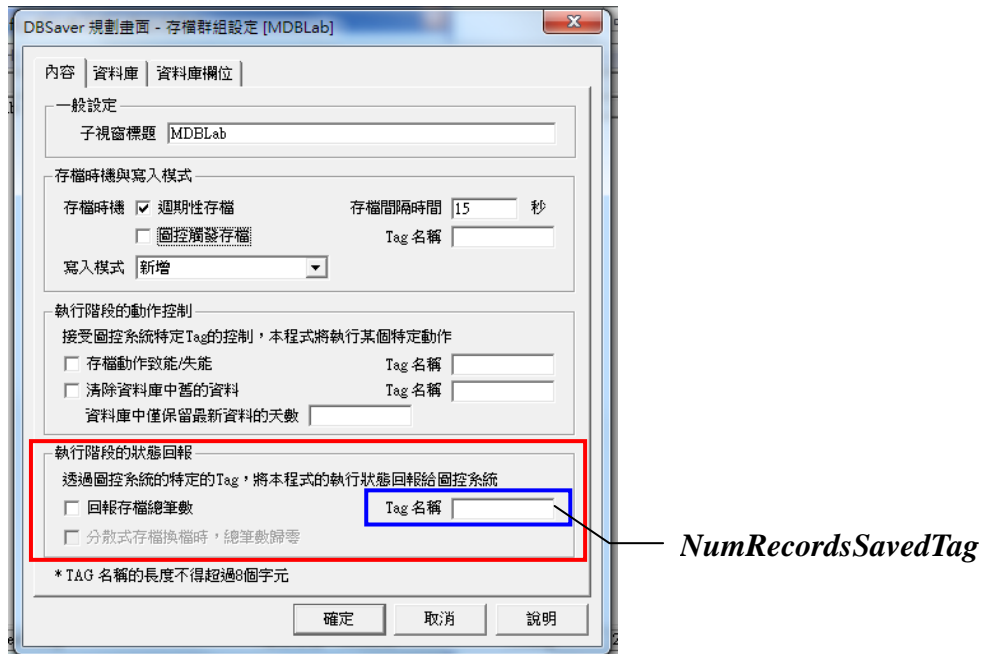 DBSaver 規劃畫面 - 存檔群組設定 [MDBLab]
內容 資料庫 資料庫欄位
一般設定
子視窗標題 MDBLab
存檔時機與寫入模式
存檔時機 週期性存檔 存檔間隔時間 15 秒
圖控觸發存檔 Tag 名稱
寫入模式 新增
執行階段的動作控制
接受圖控系統特定Tag的控制，本程式將執行某個特定動作
存檔動作致能/失能 Tag 名稱
清除資料庫中舊的資料 Tag 名稱
資料庫中僅保留最新資料的天數
執行階段的狀態回報
透過圖控系統的特定的Tag，將本程式的執行狀態回報給圖控系統
回報存檔總筆數 Tag 名稱
NumRecordsSavedTag
分散式存檔換檔時，總筆數歸零
* TAG 名稱的長度不得超過8個字元
確定 取消 說明